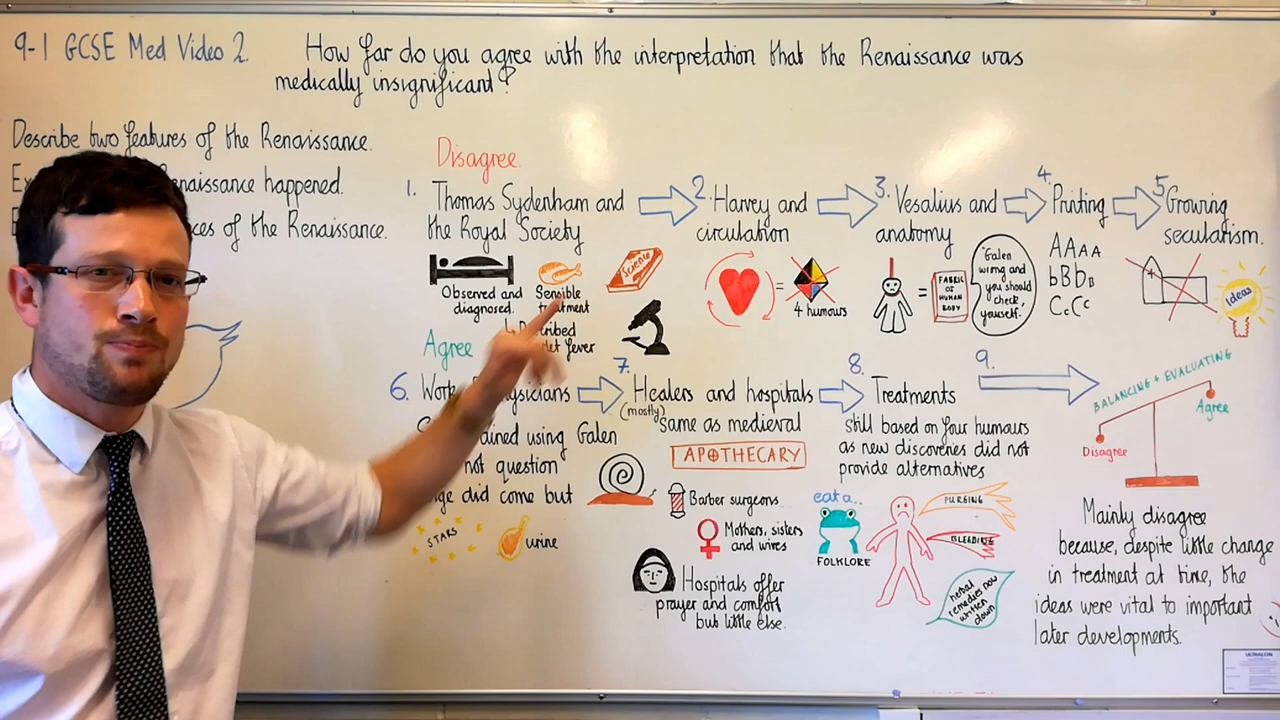 9-1 GCSE Med Video 2.
How far do you agree with the interpretation that the Renaissance was
medically insignificant?
Describe two features of the Renaissance.
Renaissance happened.
of the Renaissance.
Disagree.
1. Thomas Sydenham and
the Royal Society
Observed and
diagnosed.
Sensible
Science
2. Harvey and
circulation
=
4 humours
3. Vesalius and
anatomy
=
FABRIC
OF
HUMAN
BODY
"Galen
wrong and
you should
check
yourself."
4. Printing
AAAA
bBbB
CcCc
5. Growing
secularism.
Ideas
Agree
6.
using Galen
not question
did come but
STARS
urine
7. Healers and hospitals
(mostly) same as medieval
APOTHECARY
Barber surgeons
Mothers, sisters
and wives
Hospitals offer
prayer and comfort
but little else.
8. Treatments
still based on four humours
as new discoveries did not
provide alternatives
eat a..
FOLKLORE
PURGING
BLEEDING
herbal
remedies now
written
down
9.
BALANCING + EVALUATING
Disagree
Agree
Mainly disagree
because, despite little change
in treatment at time, the
ideas were vital to important
later developments.